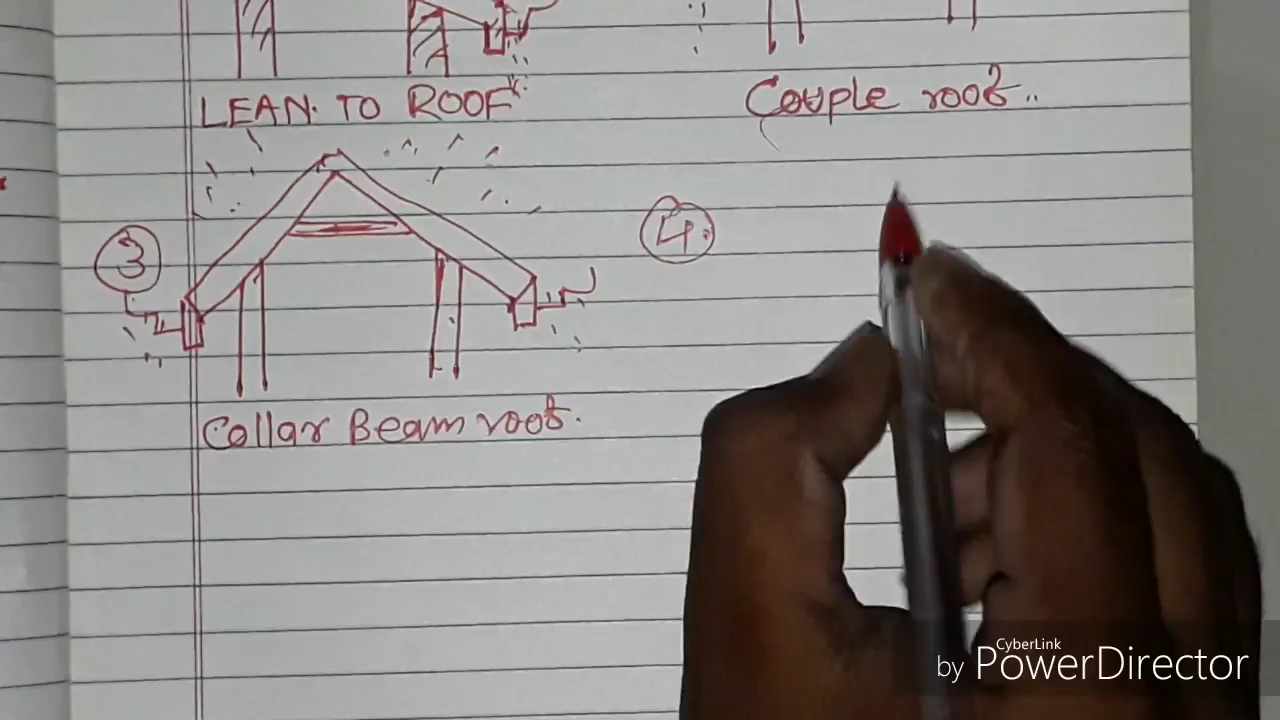 LEAN. TO ROOF
Couple roof..
3
4.
Collar Beam roof.
CyberLink
by PowerDirector